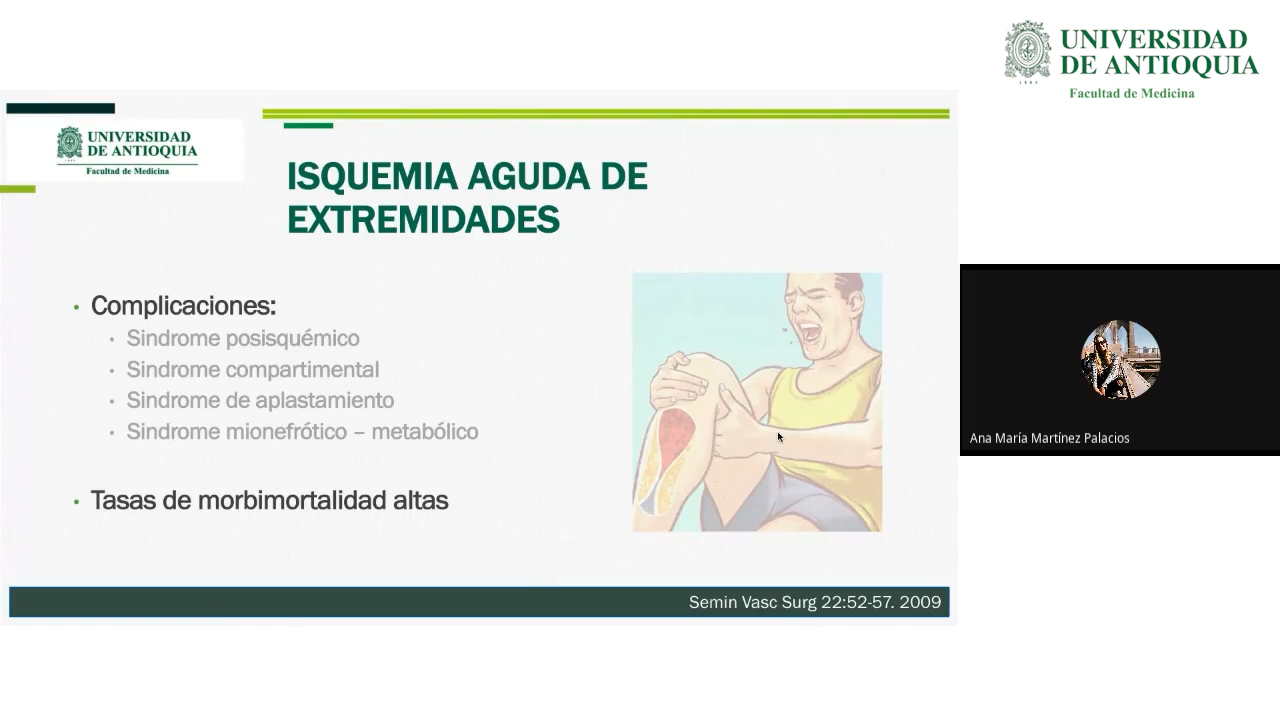 UNIVERSIDAD
DE ANTIOQUIA
1803
Facultad de Medicina
UNIVERSIDAD
DE ANTIOQUIA
Facultad de Medicina
ISQUEMIA AGUDA DE
EXTREMIDADES
• Complicaciones:
• Sindrome posisquémico
• Sindrome compartimental
• Sindrome de aplastamiento
• Sindrome mionefrótico – metabólico
• Tasas de morbimortalidad altas
Semin Vasc Surg 22:52-57. 2009
Ana María Martínez Palacios